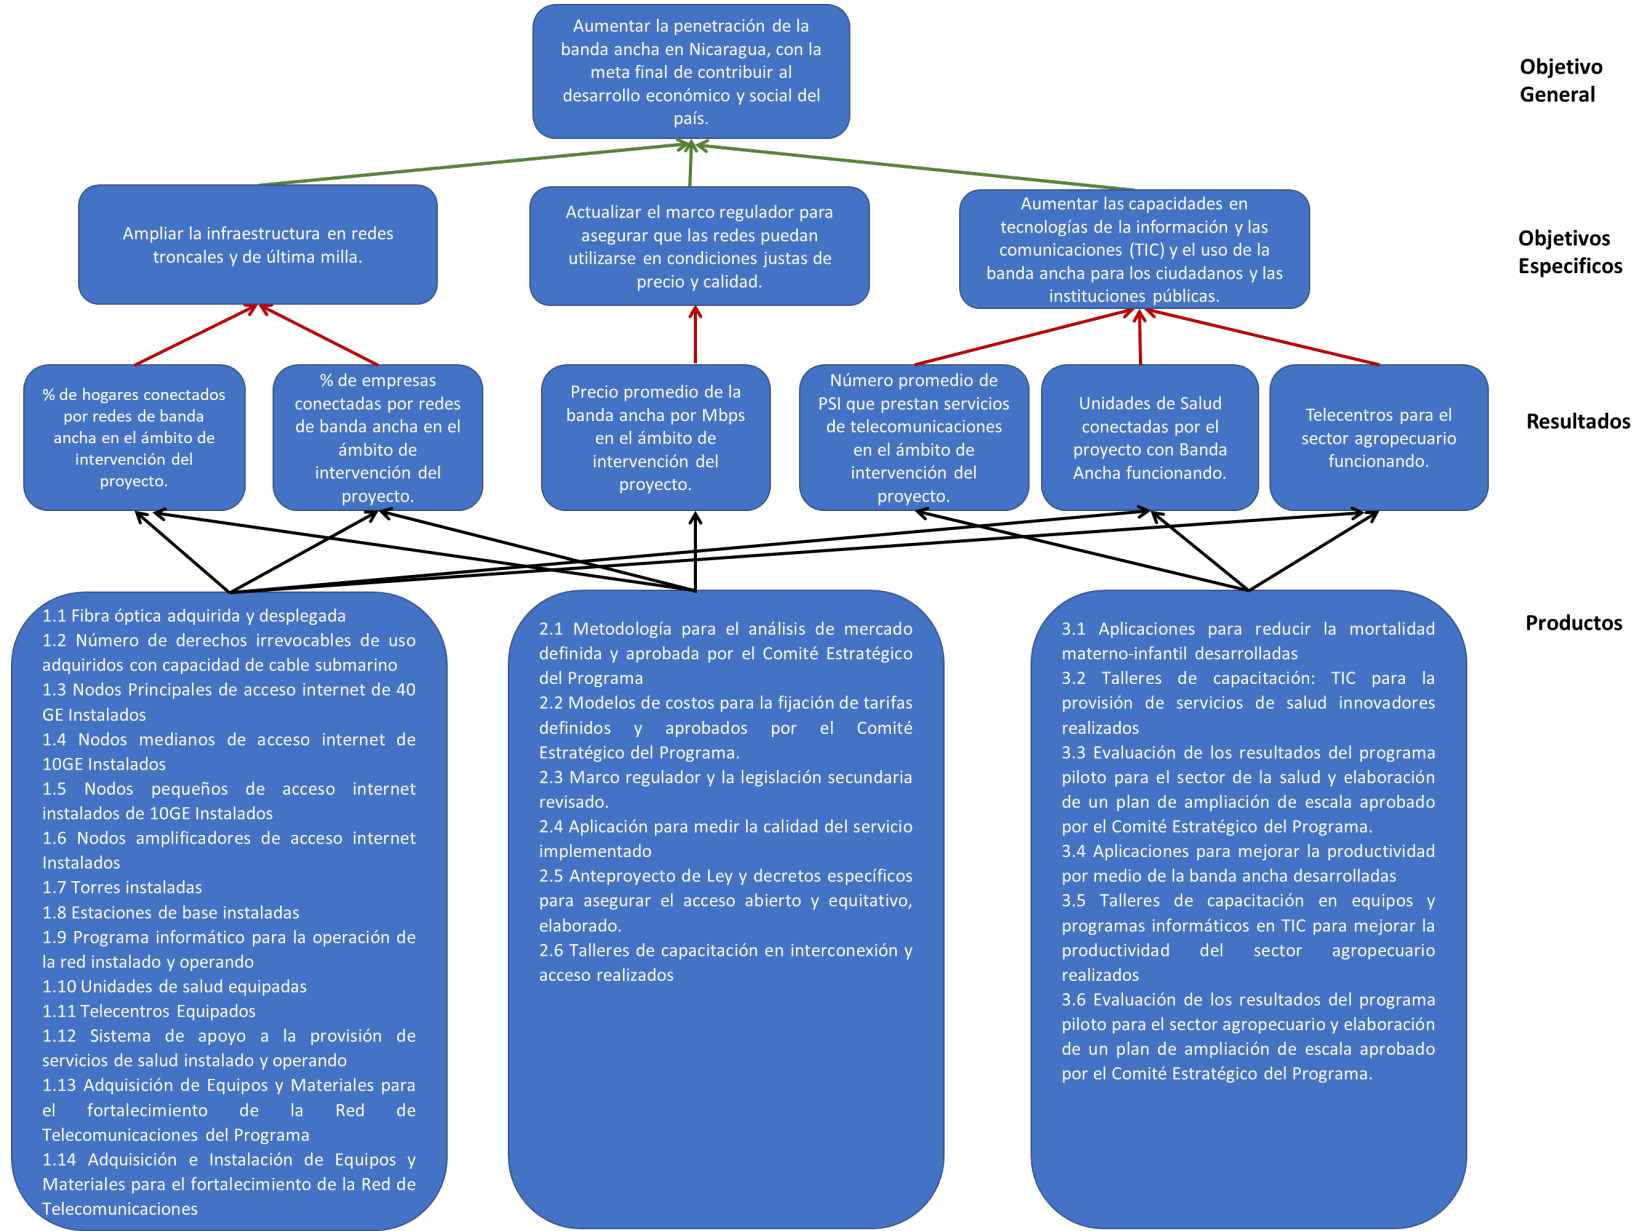 Aumentar la penetración de la
banda ancha en Nicaragua, con la
meta final de contribuir al
desarrollo económico y social del
país.
Objetivo
General
Ampliar la infraestructura en redes
troncales y de última milla.
Actualizar el marco regulador para
asegurar que las redes puedan
utilizarse en condiciones justas de
precio y calidad.
Aumentar las capacidades en
tecnologías de la información y las
comunicaciones (TIC) y el uso de la
banda ancha para los ciudadanos y las
instituciones públicas.
Objetivos
Especificos
% de hogares conectados
por redes de banda
ancha en el ámbito de
intervención del
proyecto.
% de empresas
conectadas por redes
de banda ancha en el
ámbito de
intervención del
proyecto.
Precio promedio de la
banda ancha por Mbps
en el ámbito de
intervención del
proyecto.
Número promedio de
PSI que prestan servicios
de telecomunicaciones
en el ámbito de
intervención del
proyecto.
Unidades de Salud
conectadas por el
proyecto con Banda
Ancha funcionando.
Telecentros para el
sector agropecuario
funcionando.
Resultados
1.1 Fibra óptica adquirida y desplegada
1.2 Número de derechos irrevocables de uso
adquiridos con capacidad de cable submarino
1.3 Nodos Principales de acceso internet de 40
GE Instalados
1.4 Nodos medianos de acceso internet de
10GE Instalados
1.5 Nodos pequeños de acceso internet
instalados de 10GE Instalados
1.6 Nodos amplificadores de acceso internet
Instalados
1.7 Torres instaladas
1.8 Estaciones de base instaladas
1.9 Programa informático para la operación de
la red instalado y operando
1.10 Unidades de salud equipadas
1.11 Telecentros Equipados
1.12 Sistema de apoyo a la provisión de
servicios de salud instalado y operando
1.13 Adquisición de Equipos y Materiales para
el fortalecimiento de la Red de
Telecomunicaciones del Programa
1.14 Adquisición e Instalación de Equipos y
Materiales para el fortalecimiento de la Red de
Telecomunicaciones
2.1 Metodología para el análisis de mercado
definida y aprobada por el Comité Estratégico
del Programa
2.2 Modelos de costos para la fijación de tarifas
definidos y aprobados por el Comité
Estratégico del Programa.
2.3 Marco regulador y la legislación secundaria
revisado.
2.4 Aplicación para medir la calidad del servicio
implementado
2.5 Anteproyecto de Ley y decretos específicos
para asegurar el acceso abierto y equitativo,
elaborado.
2.6 Talleres de capacitación en interconexión y
acceso realizados
3.1 Aplicaciones para reducir la mortalidad
materno-infantil desarrolladas
3.2 Talleres de capacitación: TIC para la
provisión de servicios de salud innovadores
realizados
3.3 Evaluación de los resultados del programa
piloto para el sector de la salud y elaboración
de un plan de ampliación de escala aprobado
por el Comité Estratégico del Programa.
3.4 Aplicaciones para mejorar la productividad
por medio de la banda ancha desarrolladas
3.5 Talleres de capacitación en equipos y
programas informáticos en TIC para mejorar la
productividad del sector agropecuario
realizados
3.6 Evaluación de los resultados del programa
piloto para el sector agropecuario y elaboración
de un plan de ampliación de escala aprobado
por el Comité Estratégico del Programa.
Productos